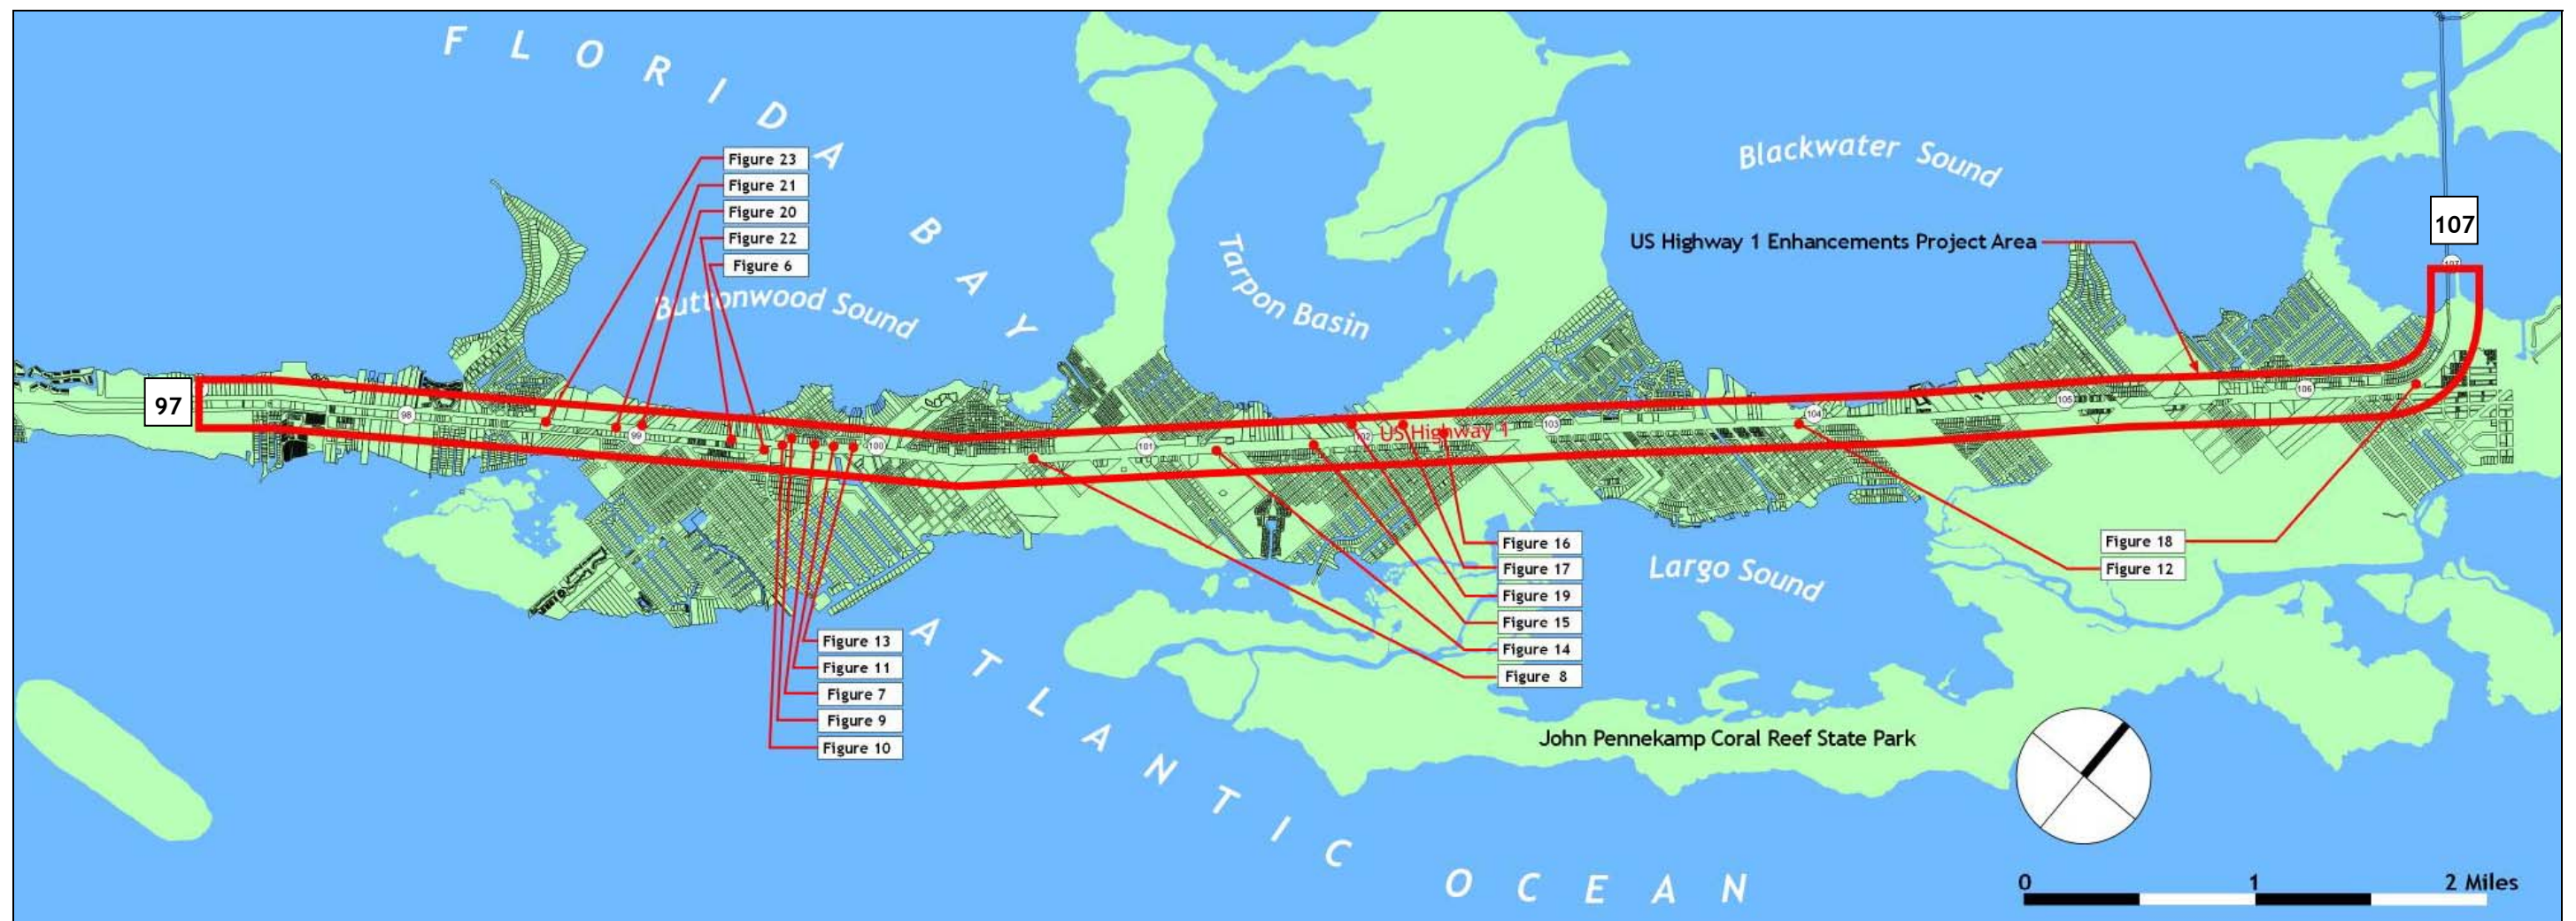 FLORIDA BAY
Figure 23
Figure 21
Figure 20
Figure 22
Figure 6
Buttonwood Sound
Tarpon Basin
Blackwater Sound
US Highway 1 Enhancements Project Area
107
107
97
98
99
100
101
102
US Highway 1
103
104
105
106
Figure 16
Figure 17
Figure 19
Figure 15
Figure 14
Figure 8
Largo Sound
Figure 18
Figure 12
Figure 13
Figure 11
Figure 7
Figure 9
Figure 10
ATLANTIC OCEAN
John Pennekamp Coral Reef State Park
0 1 2 Miles